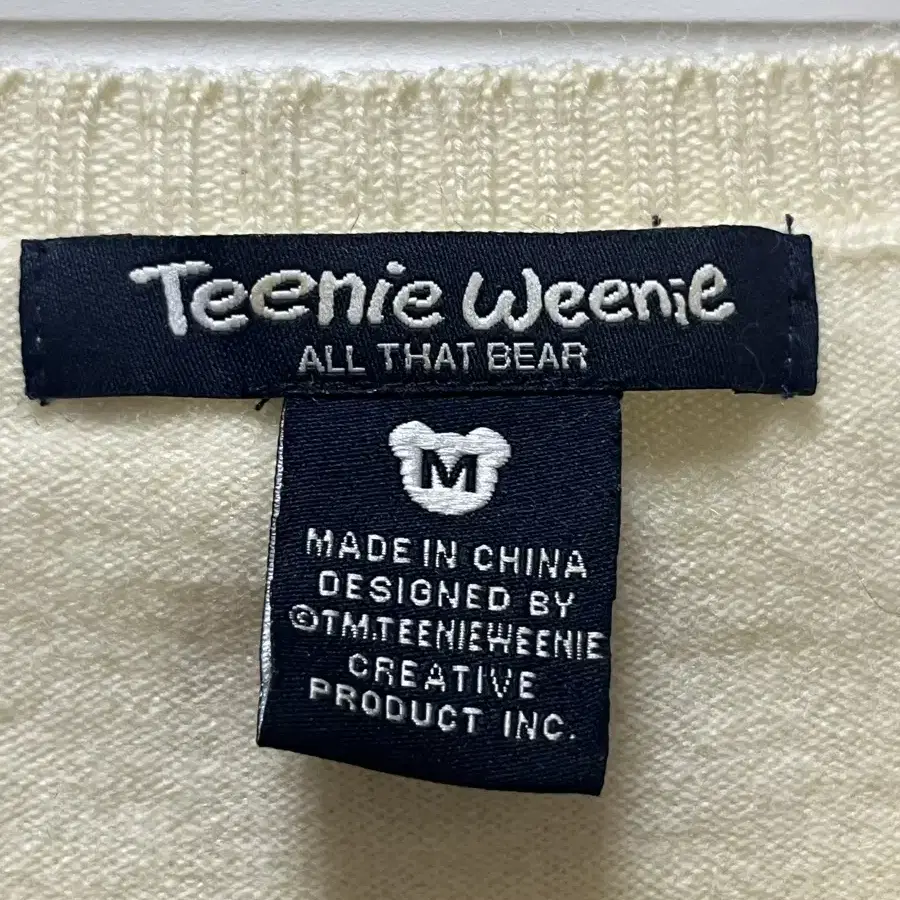 Teenie Weenie
ALL THAT BEAR
M
MADE IN CHINA
DESIGNED BY
©TM.TEENIEWEENIE
CREATIVE
PRODUCT INC.